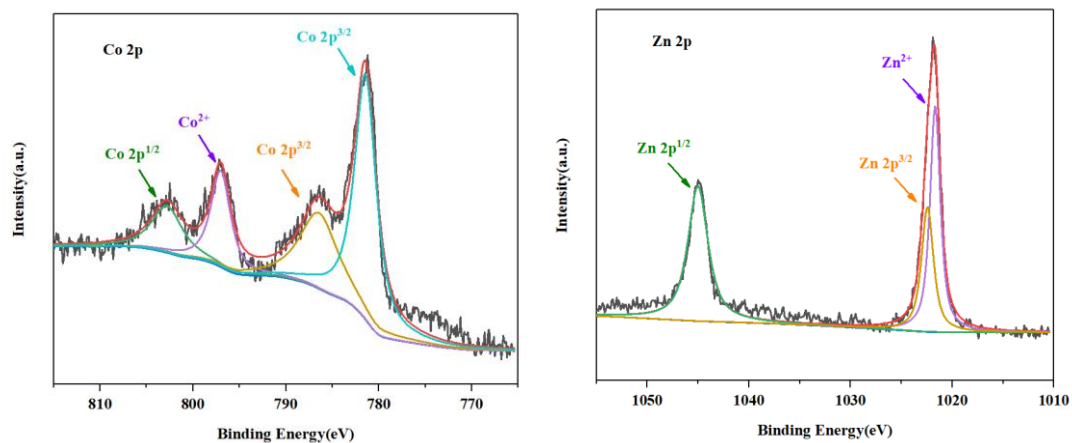 Co 2p
Co 2p3/2
Co2+
Co 2p3/2
Co 2p1/2
Intensity(a.u.)
810 800 790 780 770
Binding Energy(eV)
Zn 2p
Zn2+
Zn 2p1/2
Zn 2p3/2
Intensity(a.u.)
1050 1040 1030 1020 1010
Binding Energy(eV)